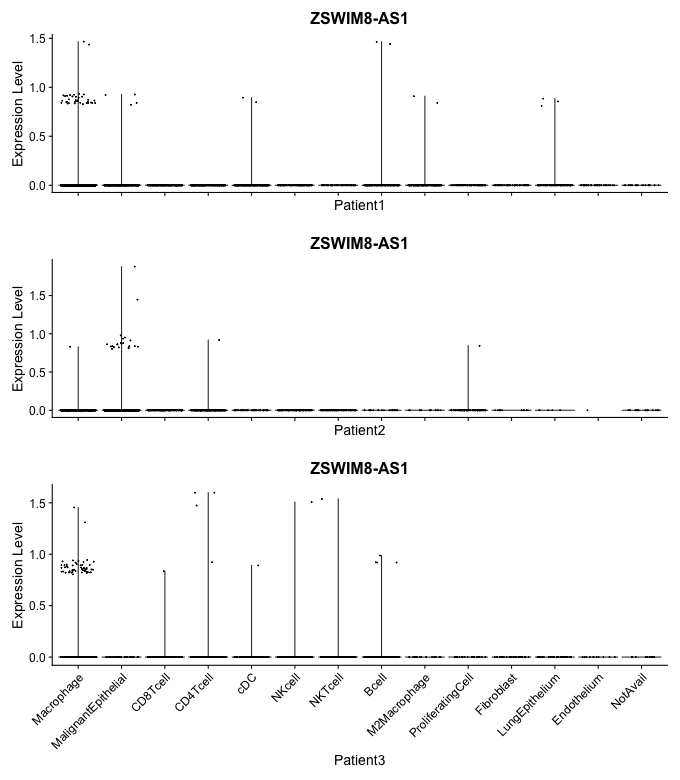 ZSWIM8-AS1
Expression Level
1.5
1.0
0.5
0.0
Patient1
ZSWIM8-AS1
Expression Level
1.5
1.0
0.5
0.0
Patient2
ZSWIM8-AS1
Expression Level
1.5
1.0
0.5
0.0
Macrophage
MalignantEpithelial
CD8Tcell
CD4Tcell
cDC
NKcell
NKTcell
Bcell
M2Macrophage
ProliferatingCell
Fibroblast
LungEpithelium
Endothelium
NotAvail
Patient3